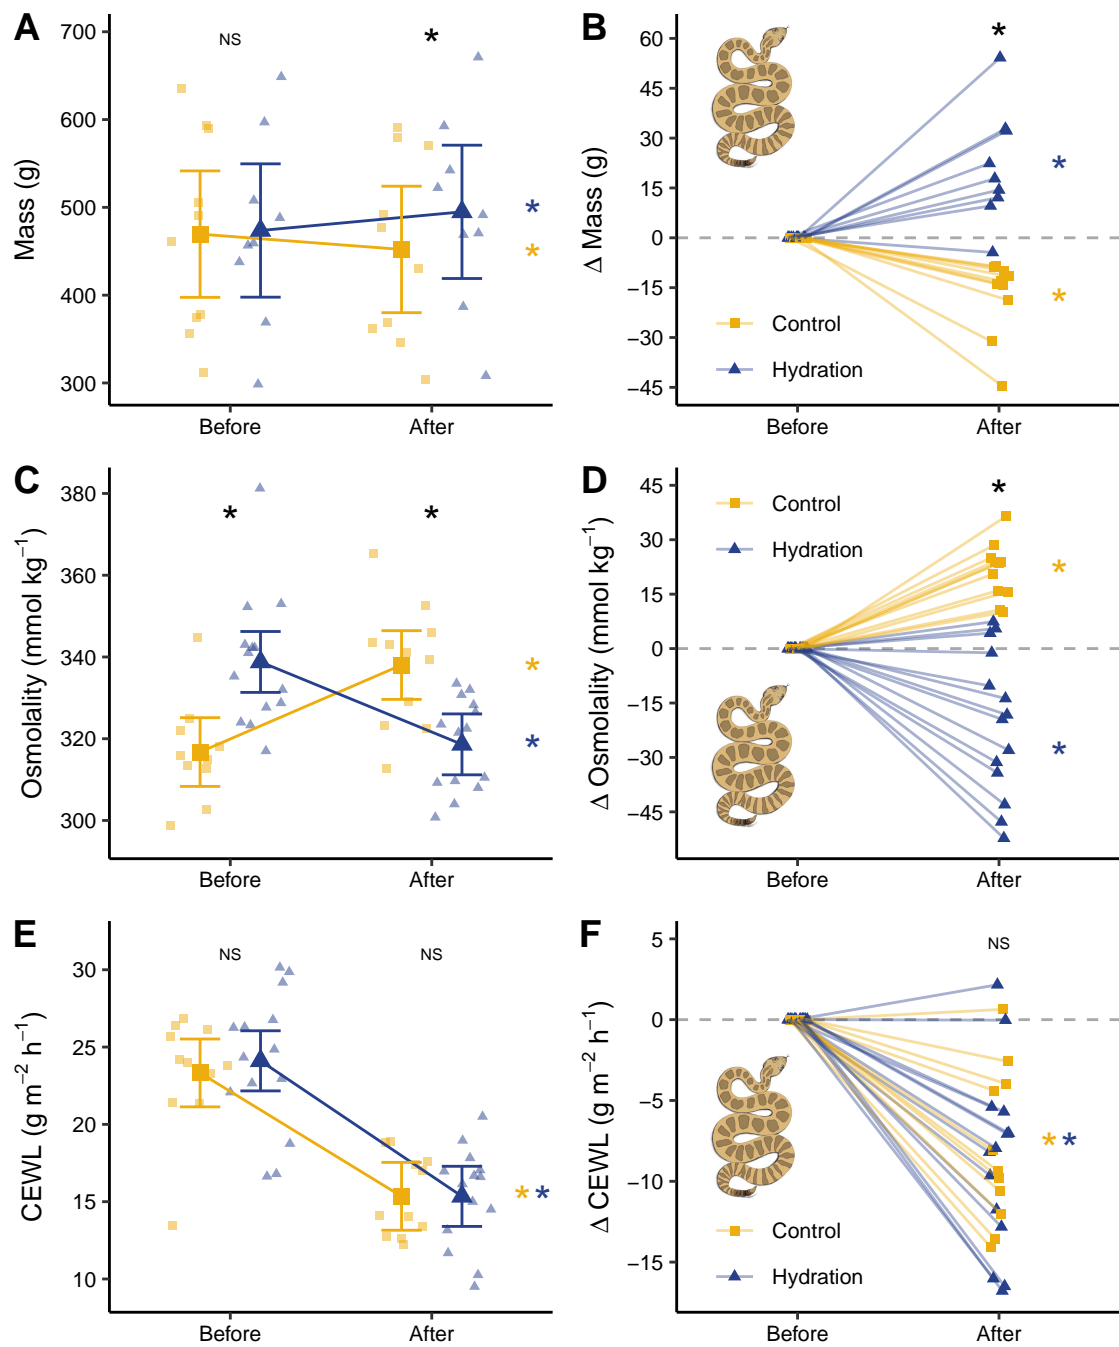 A
700
600
500
400
300
Mass (g)
NS
*
*
*
Before
After
B
60
45
30
15
0
−15
−30
−45
Δ Mass (g)
*
*
*
Control
Hydration
Before
After
C
380
360
340
320
300
Osmolality (mmol kg⁻¹)
*
*
*
*
Before
After
D
45
30
15
0
−15
−30
−45
Δ Osmolality (mmol kg⁻¹)
*
*
*
Control
Hydration
Before
After
E
30
25
20
15
10
CEWL (g m⁻² h⁻¹)
NS
NS
* *
Before
After
F
5
0
−5
−10
−15
Δ CEWL (g m⁻² h⁻¹)
NS
* *
Control
Hydration
Before
After